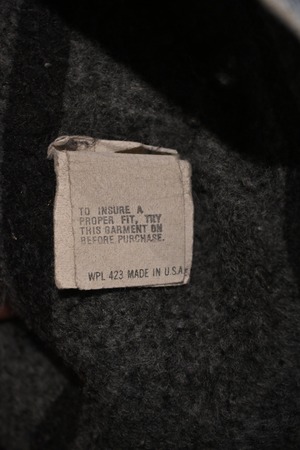 TO INSURE A
PROPER FIT, TRY
THIS GARMENT ON
BEFORE PURCHASE.
WPL 423 MADE IN U.S.A.